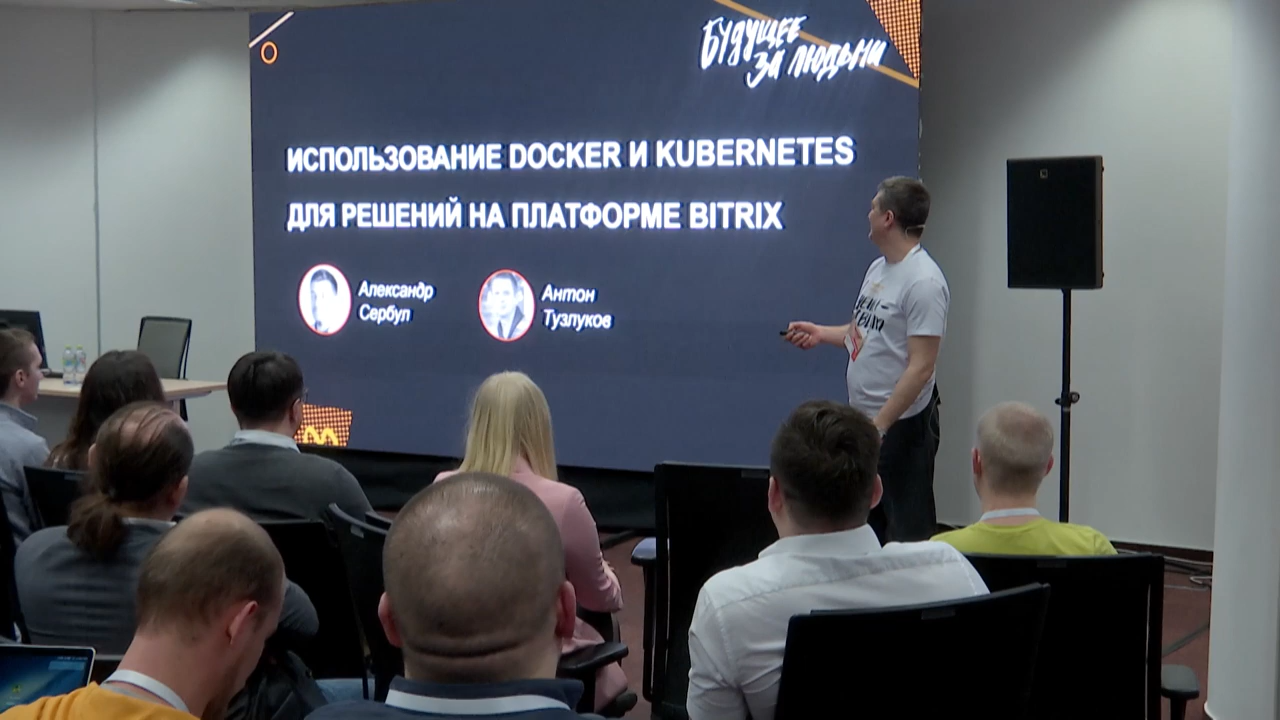 БУДУЩЕЕ
ЗА ЛЮДЬМИ
ИСПОЛЬЗОВАНИЕ DOCKER И KUBERNETES
ДЛЯ РЕШЕНИЙ НА ПЛАТФОРМЕ BITRIX
Александр
Сербул
Антон
Тузлуков